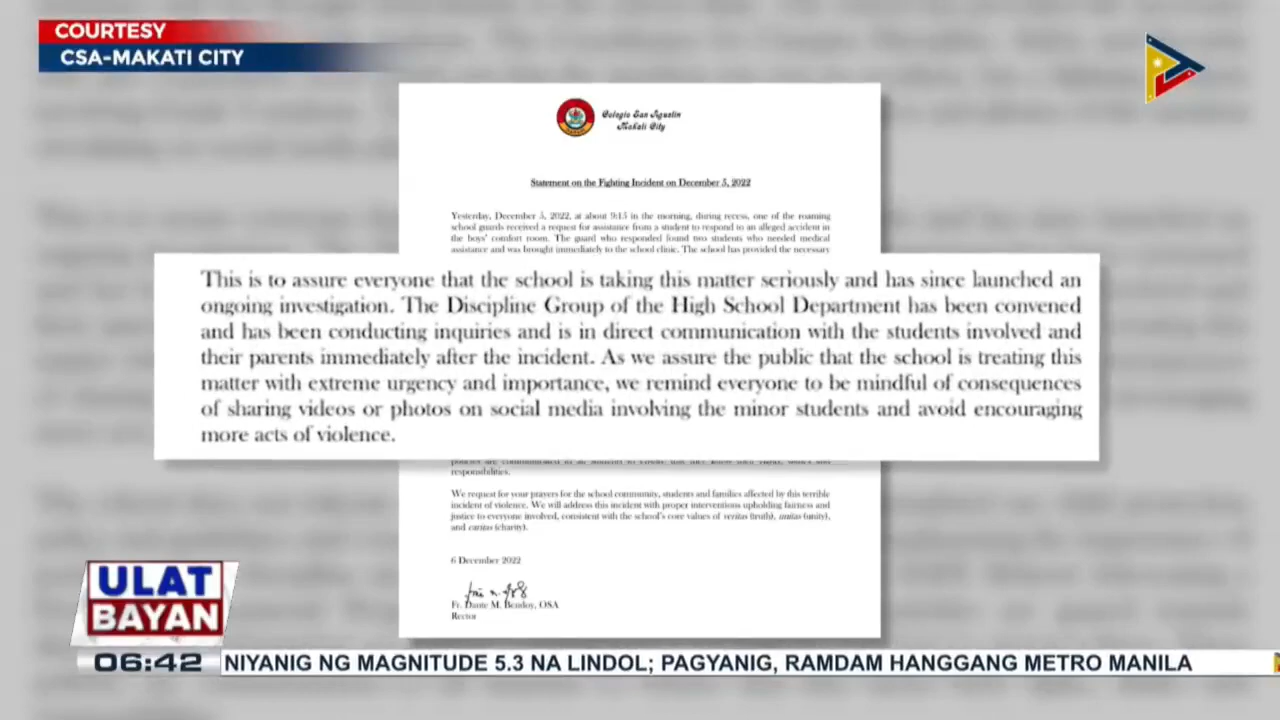 COURTESY
CSA-MAKATI CITY
Colegio San Agustin
Makati City
Statement on the Fighting Incident on December 5, 2022
Yesterday, December 5, 2022, at about 9:15 in the morning, during recess, one of the roaming
school guards received a request for assistance from a student to respond to an alleged accident in
the boys' comfort room. The guard who responded found two students who needed medical
assistance and was brought immediately to the school clinic. The school has provided the necessary
This is to assure everyone that the school is taking this matter seriously and has since launched an
ongoing investigation. The Discipline Group of the High School Department has been convened
and has been conducting inquiries and is in direct communication with the students involved and
their parents immediately after the incident. As we assure the public that the school is treating this
matter with extreme urgency and importance, we remind everyone to be mindful of consequences
of sharing videos or photos on social media involving the minor students and avoid encouraging
more acts of violence.
responsibilities.
We request for your prayers for the school community, students and families affected by this terrible
incident of violence. We will address this incident with proper interventions upholding fairness and
justice to everyone involved, consistent with the school's core values of veritas (truth), unitas (unity),
and caritas (charity).
6 December 2022
Fr. Dante M. Bendoy, OSA
Rector
ULAT
BAYAN
06:42
NIYANIG NG MAGNITUDE 5.3 NA LINDOL; PAGYANIG, RAMDAM HANGGANG METRO MANILA